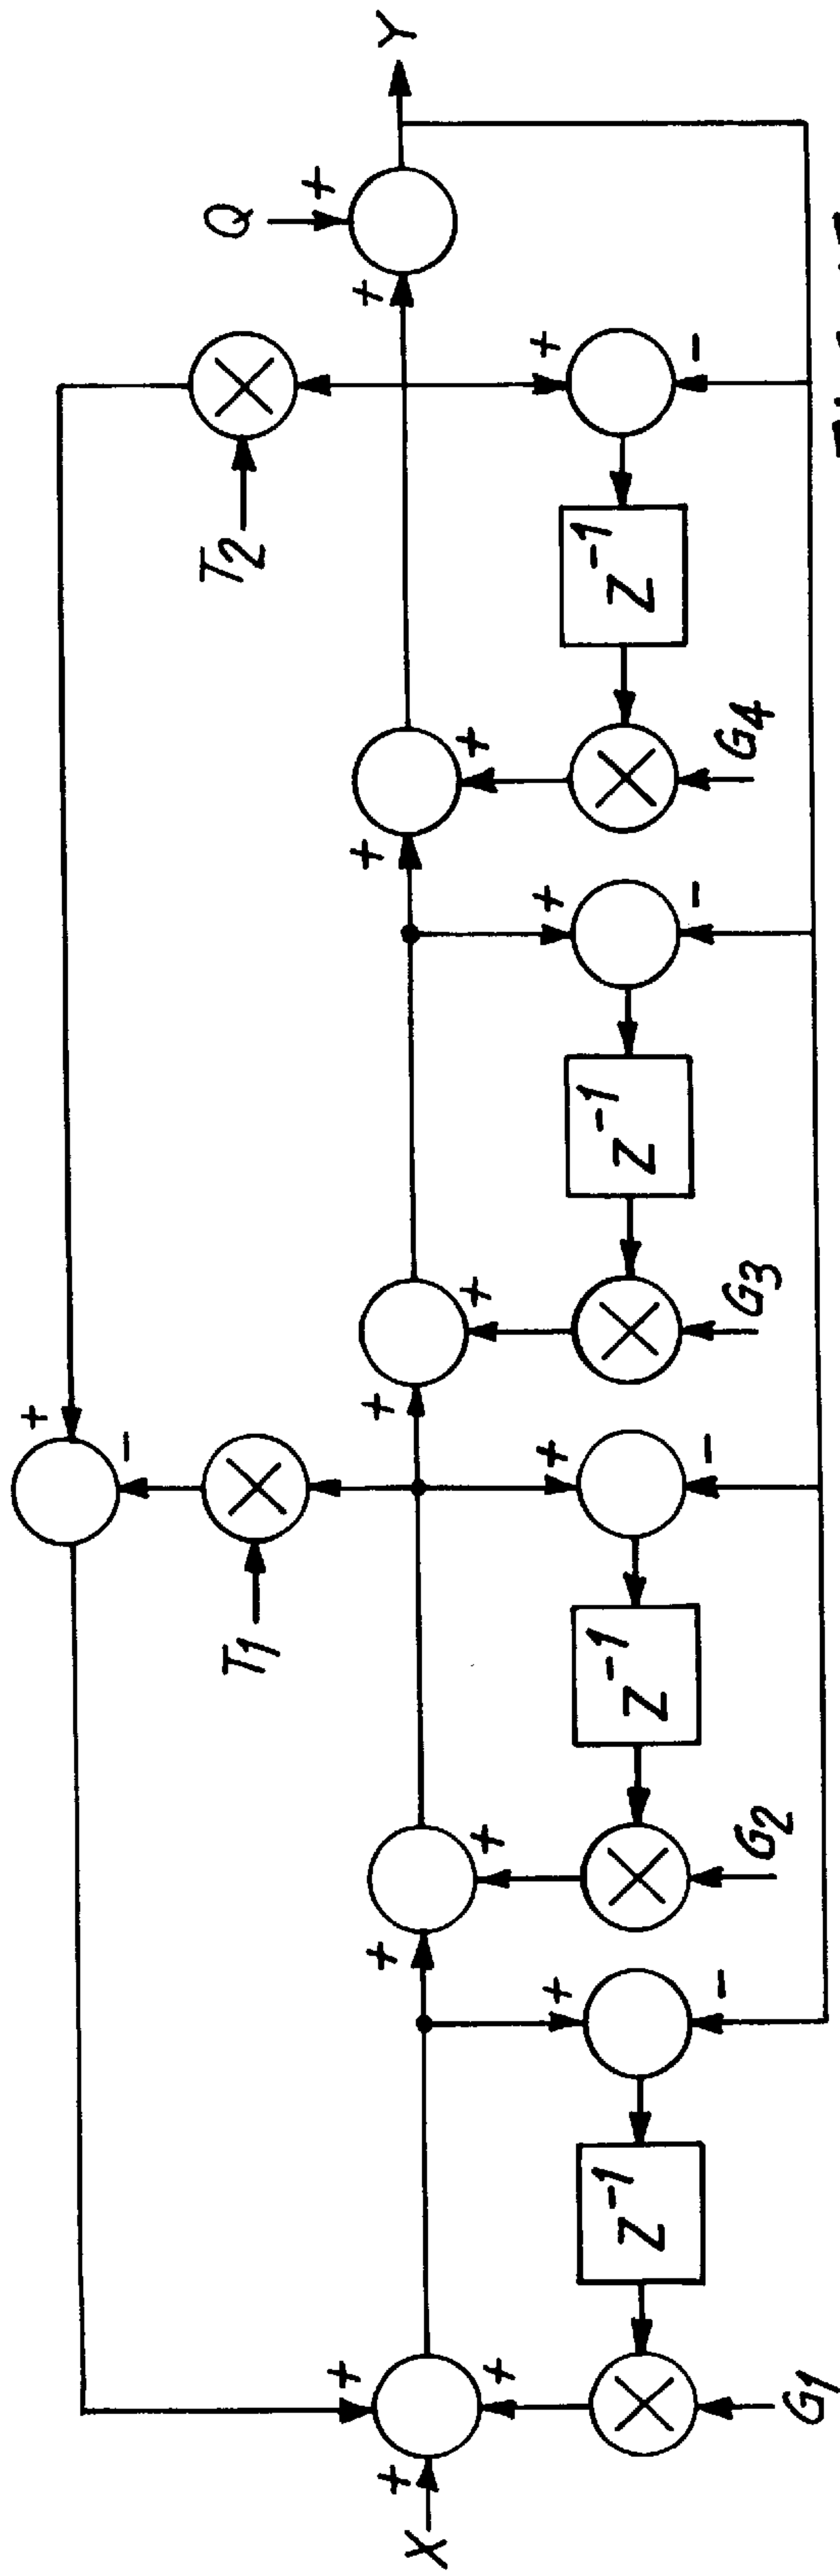 X
+
+
+
G1
Z⁻¹
+
-
+
+
G2
Z⁻¹
+
-
T1
-
+
+
+
G3
Z⁻¹
+
-
+
+
G4
Z⁻¹
+
-
T2
+
Q
+
Y